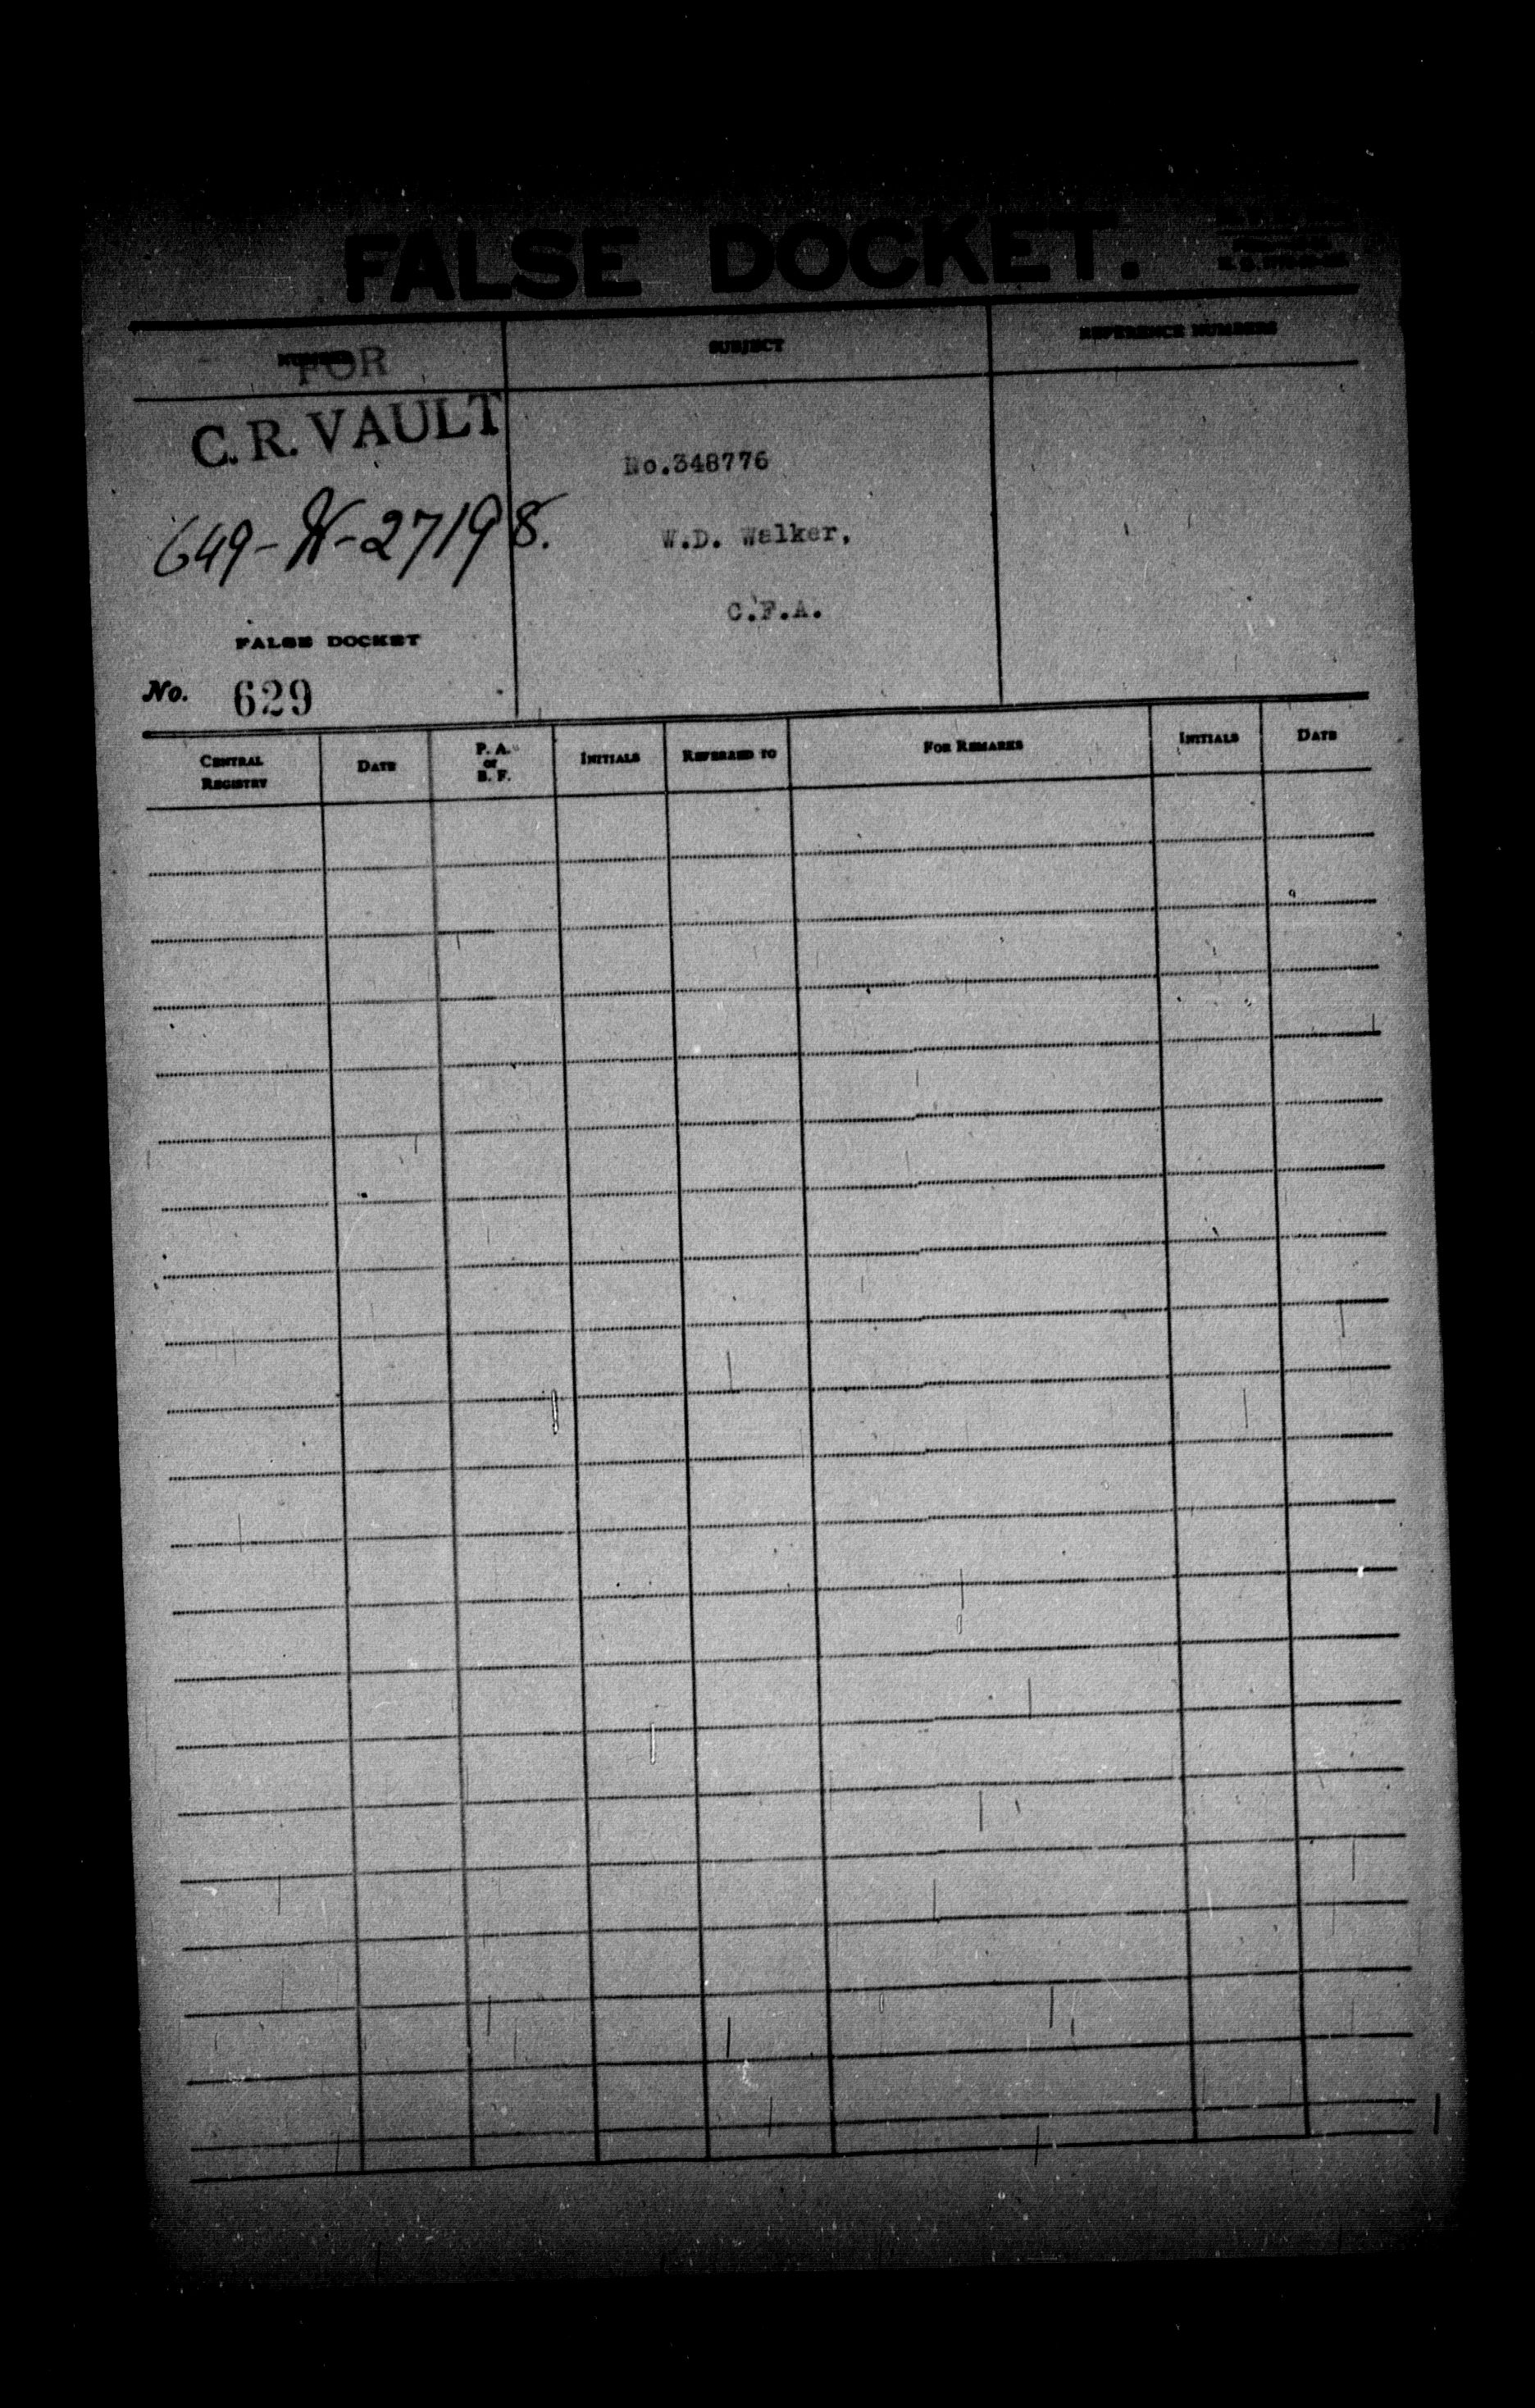 FALSE DOCKET.
NUMBER
SUBJECT
REFERENCE NUMBERS
FOR
C. R. VAULT
649-W-27198.
No.348776
W.D. Walker,
C.F.A.
FALSE DOCKET
No. 629
CENTRAL REGISTRY
DATE
P. A. or B. F.
INITIALS
REFERRED TO
FOR REMARKS
INITIALS
DATE